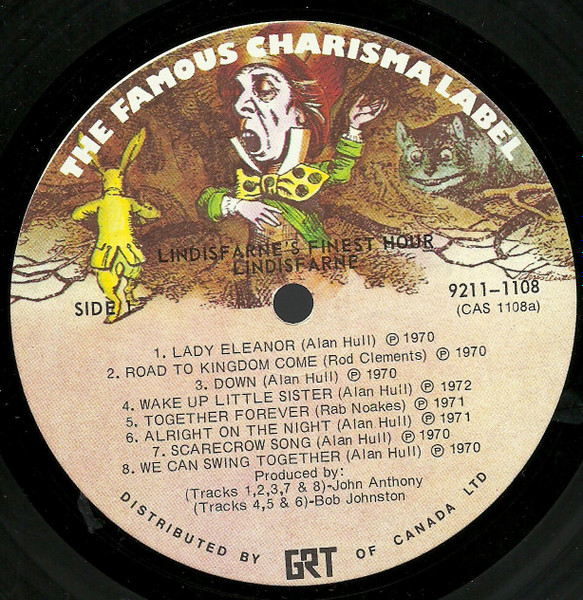 THE FAMOUS CHARISMA LABEL
LINDISFARNE'S FINEST HOUR
LINDISFARNE
SIDE 1
9211-1108
(CAS 1108a)
1. LADY ELEANOR (Alan Hull) ℗ 1970
2. ROAD TO KINGDOM COME (Rod Clements) ℗ 1970
3. DOWN (Alan Hull) ℗ 1970
4. WAKE UP LITTLE SISTER (Alan Hull) ℗ 1972
5. TOGETHER FOREVER (Rab Noakes) ℗ 1971
6. ALRIGHT ON THE NIGHT (Alan Hull) ℗ 1971
7. SCARECROW SONG (Alan Hull) ℗ 1970
8. WE CAN SWING TOGETHER (Alan Hull) ℗ 1970
Produced by:
(Tracks 1,2,3,7 & 8)-John Anthony
(Tracks 4,5 & 6)-Bob Johnston
DISTRIBUTED BY GRT OF CANADA LTD